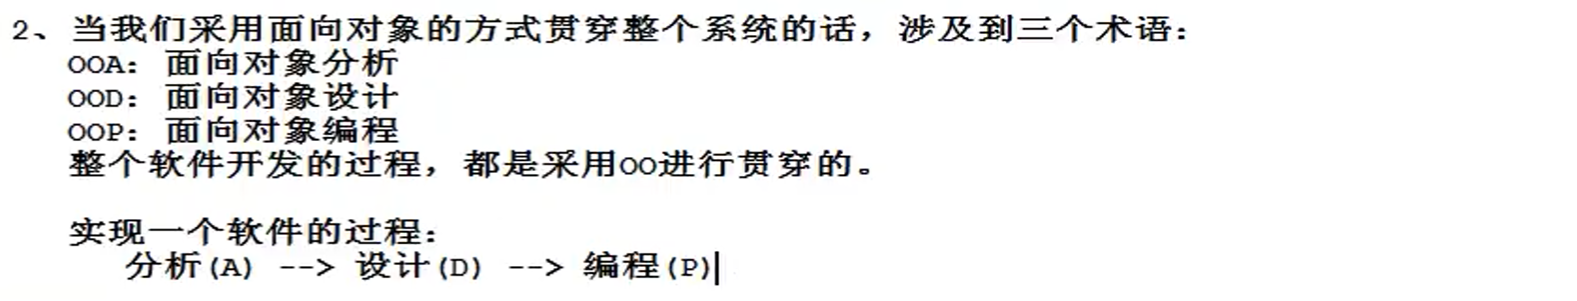 2、当我们采用面向对象的方式贯穿整个系统的话，涉及到三个术语：
OOA：面向对象分析
OOD：面向对象设计
OOP：面向对象编程
整个软件开发的过程，都是采用OO进行贯穿的。
实现一个软件的过程：
分析(A) --> 设计(D) --> 编程(P)